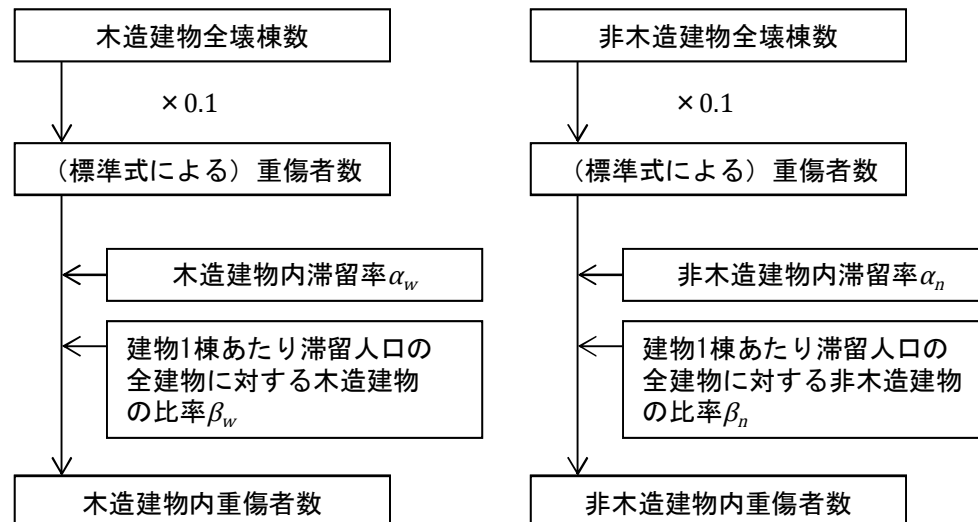 木造建物全壊棟数
×0.1
（標準式による）重傷者数
木造建物内滞留率α_w
建物1棟あたり滞留人口の
全建物に対する木造建物
の比率β_w
木造建物内重傷者数
非木造建物全壊棟数
×0.1
（標準式による）重傷者数
非木造建物内滞留率α_n
建物1棟あたり滞留人口の
全建物に対する非木造建物
の比率β_n
非木造建物内重傷者数